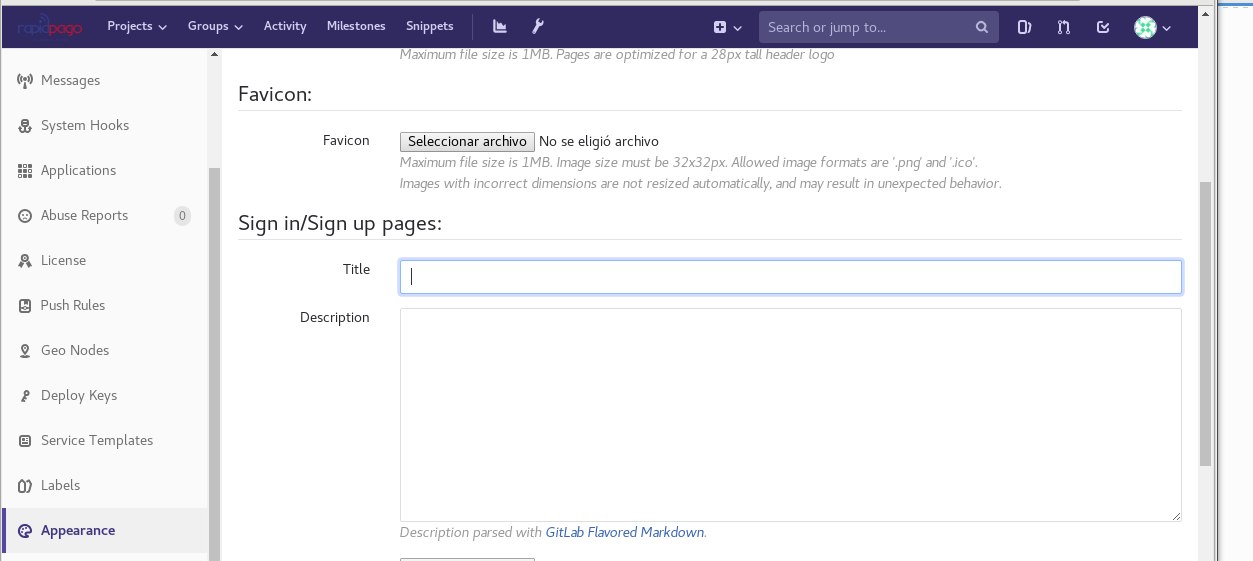 rapidpago Projects Groups Activity Milestones Snippets Search or jump to...
Messages
System Hooks
Applications
Abuse Reports 0
License
Push Rules
Geo Nodes
Deploy Keys
Service Templates
Labels
Appearance
Maximum file size is 1MB. Pages are optimized for a 28px tall header logo
Favicon:
Favicon Seleccionar archivo No se eligió archivo
Maximum file size is 1MB. Image size must be 32x32px. Allowed image formats are '.png' and '.ico'.
Images with incorrect dimensions are not resized automatically, and may result in unexpected behavior.
Sign in/Sign up pages:
Title
Description
Description parsed with GitLab Flavored Markdown.